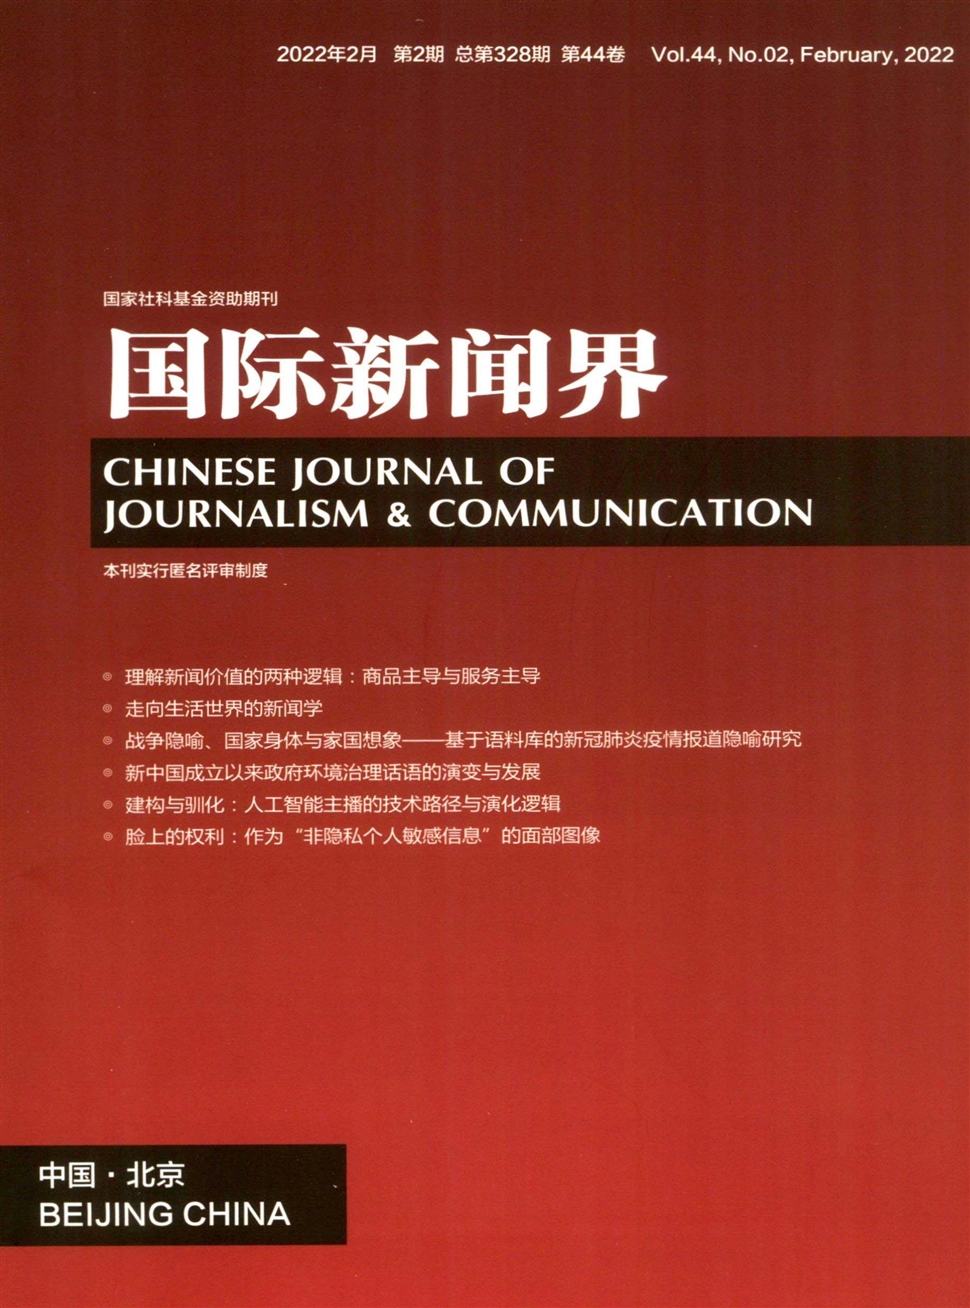 2022年2月 第2期 总第328期 第44卷 Vol.44, No.02, February, 2022
国家社科基金资助期刊
国际新闻界
CHINESE JOURNAL OF
JOURNALISM & COMMUNICATION
本刊实行匿名评审制度
◎ 理解新闻价值的两种逻辑：商品主导与服务主导
◎ 走向生活世界的新闻学
◎ 战争隐喻、国家身体与家国想象——基于语料库的新冠肺炎疫情报道隐喻研究
◎ 新中国成立以来政府环境治理话语的演变与发展
◎ 建构与驯化：人工智能主播的技术路径与演化逻辑
◎ 脸上的权利：作为“非隐私个人敏感信息”的面部图像
中国·北京
BEIJING CHINA